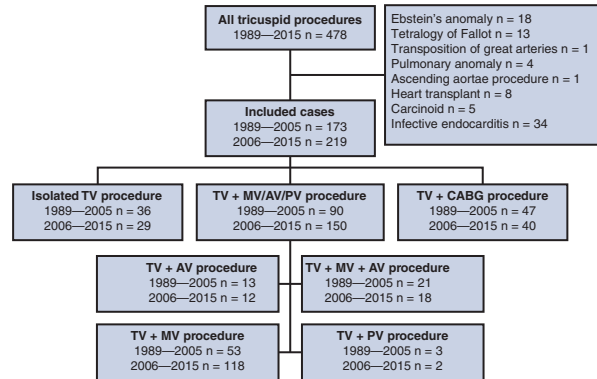 All tricuspid procedures
1989—2015 n = 478
Ebstein's anomaly n = 18
Tetralogy of Fallot n = 13
Transposition of great arteries n = 1
Pulmonary anomaly n = 4
Ascending aortae procedure n = 1
Heart transplant n = 8
Carcinoid n = 5
Infective endocarditis n = 34
Included cases
1989—2005 n = 173
2006—2015 n = 219
Isolated TV procedure
1989—2005 n = 36
2006—2015 n = 29
TV + MV/AV/PV procedure
1989—2005 n = 90
2006—2015 n = 150
TV + CABG procedure
1989—2005 n = 47
2006—2015 n = 40
TV + AV procedure
1989—2005 n = 13
2006—2015 n = 12
TV + MV + AV procedure
1989—2005 n = 21
2006—2015 n = 18
TV + MV procedure
1989—2005 n = 53
2006—2015 n = 118
TV + PV procedure
1989—2005 n = 3
2006—2015 n = 2